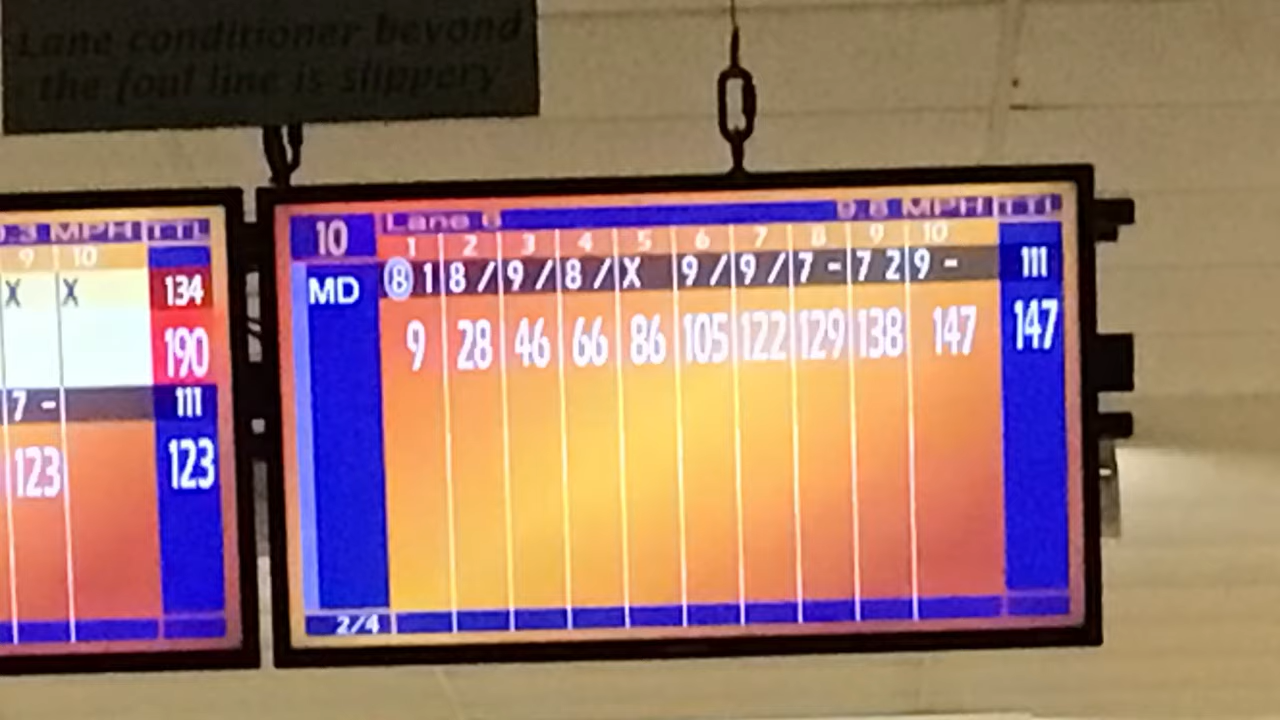 Lane conditioner beyond
the foul line is slippery
9.3 MPH TTL
9 10
X X 134
190
7 - 111
123 123
10 Lane 6 9.8 MPH TTL
1 2 3 4 5 6 7 8 9 10
MD 8 1 8 / 9 / 8 / X 9 / 9 / 7 - 7 2 9 - 111
9 28 46 66 86 105 122 129 138 147 147
2/4